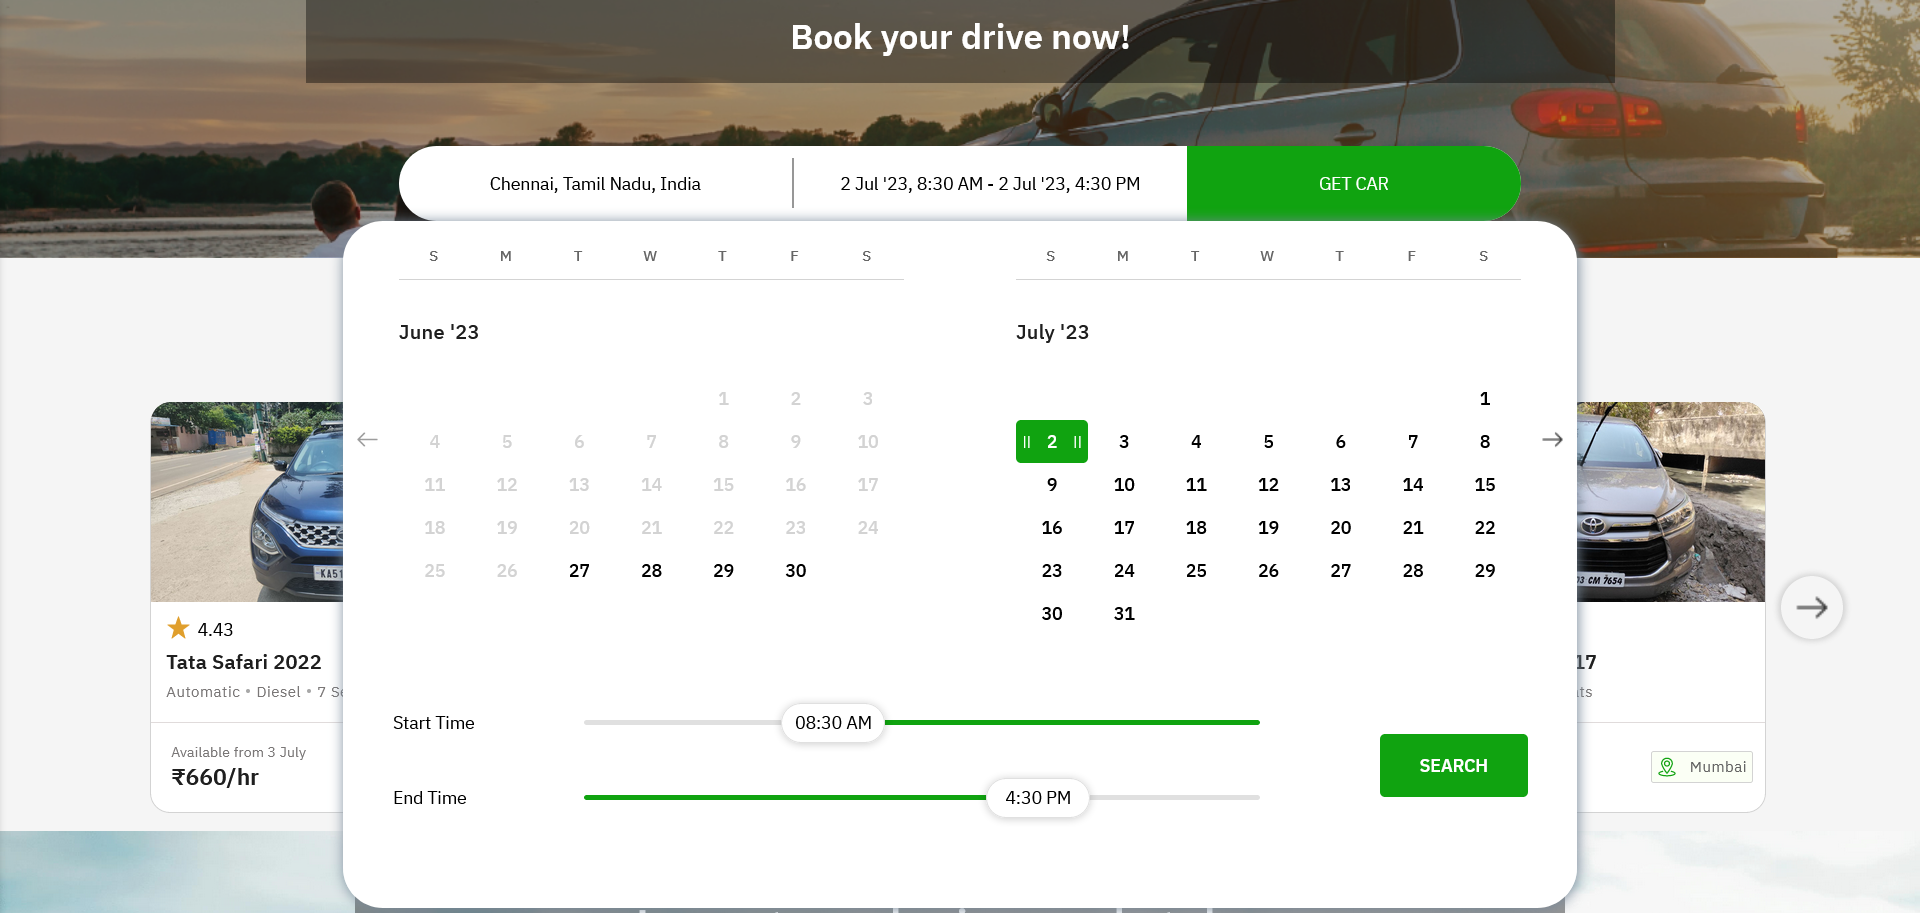 Book your drive now!
Chennai, Tamil Nadu, India
2 Jul '23, 8:30 AM - 2 Jul '23, 4:30 PM
GET CAR
S M T W T F S
June '23
1 2 3
4 5 6 7 8 9 10
11 12 13 14 15 16 17
18 19 20 21 22 23 24
25 26 27 28 29 30
S M T W T F S
July '23
1
2 3 4 5 6 7 8
9 10 11 12 13 14 15
16 17 18 19 20 21 22
23 24 25 26 27 28 29
30 31
Start Time
08:30 AM
End Time
4:30 PM
SEARCH
KA51
4.43
Tata Safari 2022
Automatic • Diesel • 7 Se
Available from 3 July
₹660/hr
03 CM 7654
17
ats
Mumbai